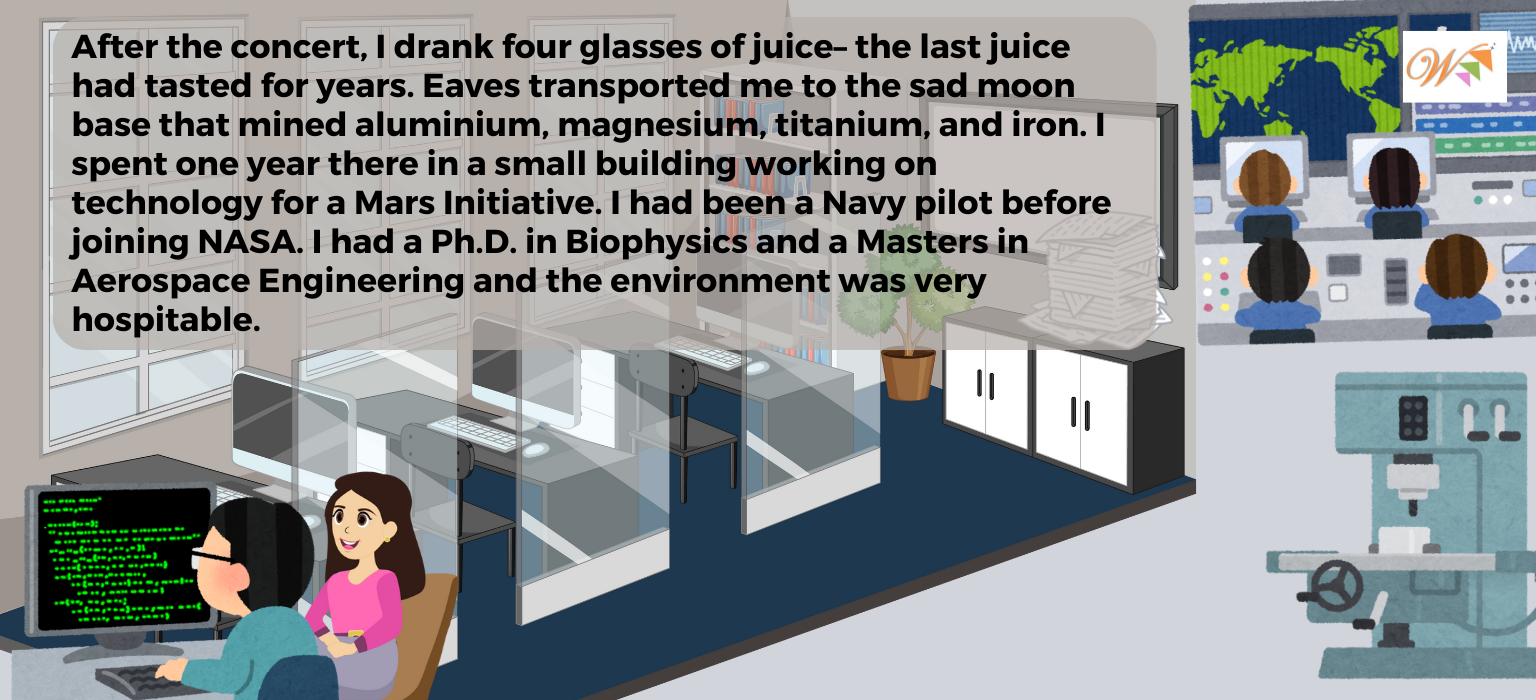 After the concert, I drank four glasses of juice– the last juice
had tasted for years. Eaves transported me to the sad moon
base that mined aluminium, magnesium, titanium, and iron. I
spent one year there in a small building working on
technology for a Mars Initiative. I had been a Navy pilot before
joining NASA. I had a Ph.D. in Biophysics and a Masters in
Aerospace Engineering and the environment was very
hospitable.
W